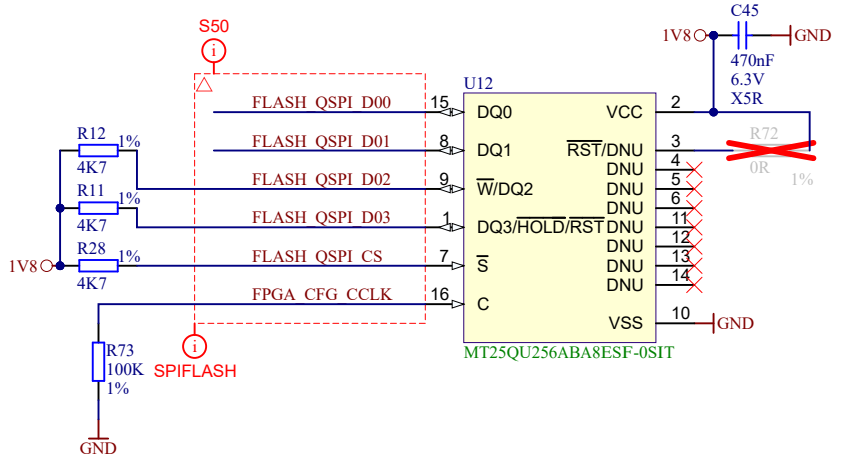 S50
i
C45
1V8
GND
470nF
6.3V
X5R
U12
FLASH_QSPI_D00
15
DQ0
VCC
2
R72
0R
1%
FLASH_QSPI_D01
8
DQ1
RST/DNU
3
R12
1%
4K7
DNU
4
FLASH_QSPI_D02
9
W/DQ2
DNU
5
R11
1%
4K7
DNU
6
FLASH_QSPI_D03
1
DQ3/HOLD/RST
DNU
11
DNU
12
R28
1%
4K7
1V8
FLASH_QSPI_CS
7
S
DNU
13
DNU
14
FPGA_CFG_CCLK
16
C
VSS
10
GND
R73
100K
1%
GND
i
SPIFLASH
MT25QU256ABA8ESF-0SIT